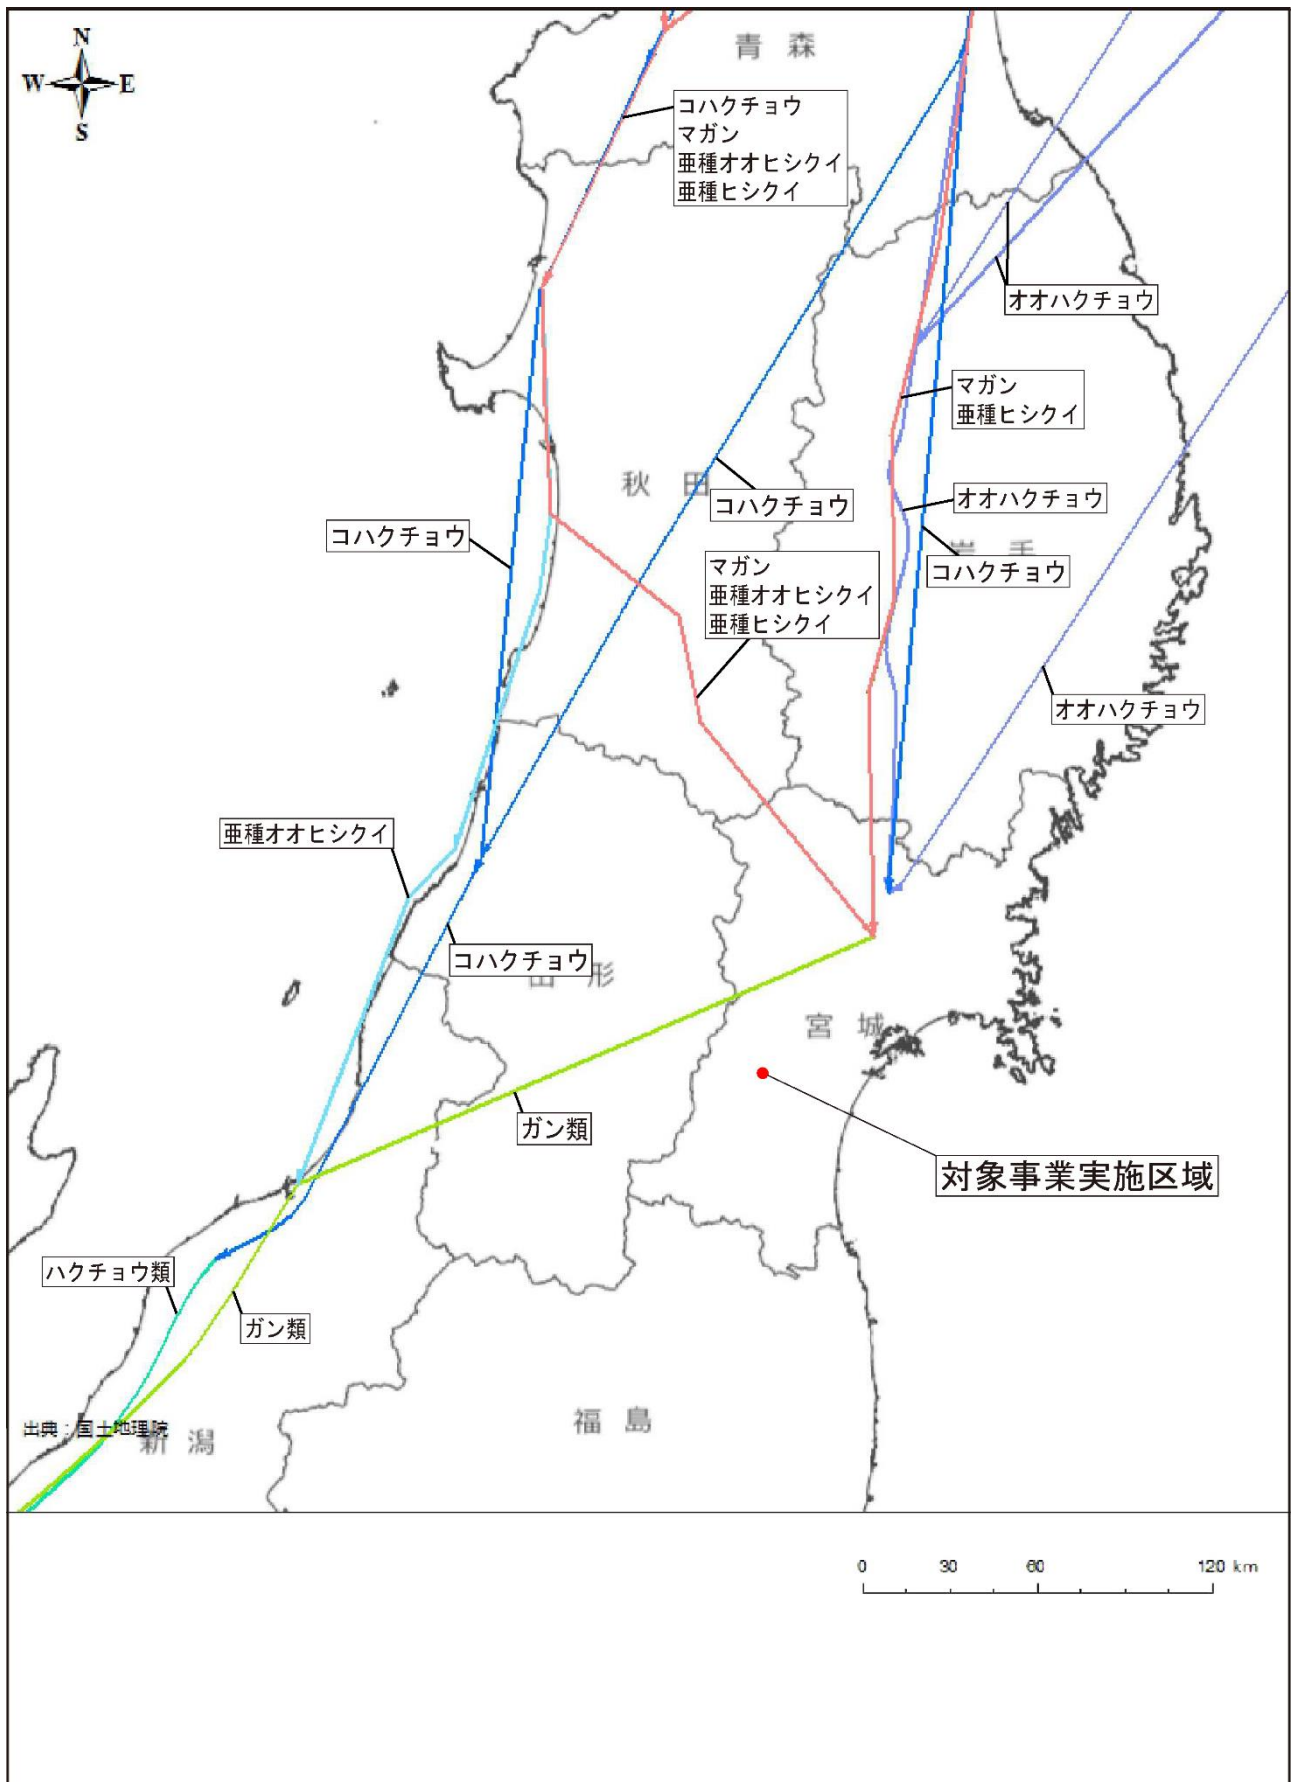 N
W
E
S
青 森
コハクチョウ
マガン
亜種オオヒシクイ
亜種ヒシクイ
オオハクチョウ
マガン
亜種ヒシクイ
秋 田
コハクチョウ
オオハクチョウ
コハクチョウ
岩 手
コハクチョウ
マガン
亜種オオヒシクイ
亜種ヒシクイ
オオハクチョウ
亜種オオヒシクイ
コハクチョウ
山 形
宮 城
ガン類
対象事業実施区域
ハクチョウ類
ガン類
出典：国土地理院
新 潟
福 島
0 30 60 120 km